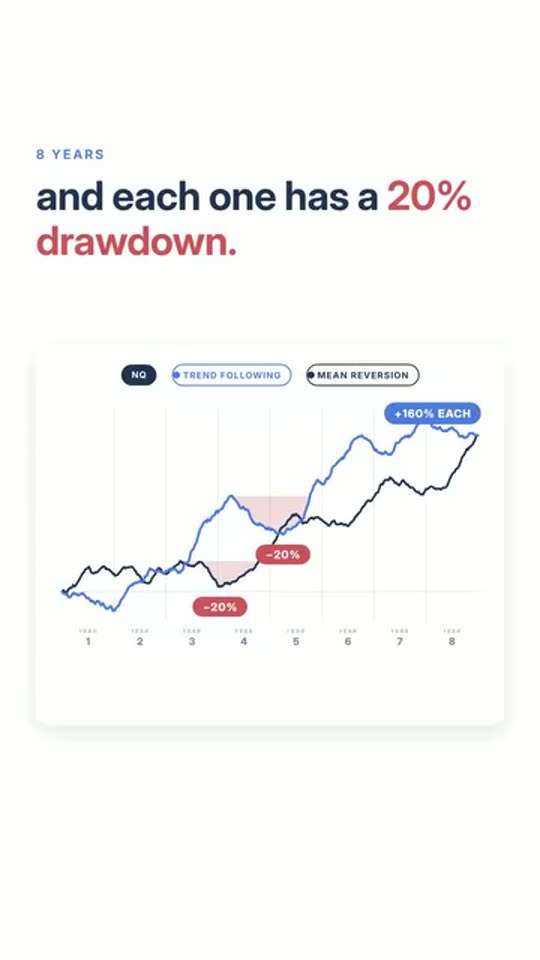 8 YEARS
and each one has a 20%
drawdown.
NQ TREND FOLLOWING MEAN REVERSION
+160% EACH
-20%
-20%
YEAR YEAR YEAR YEAR YEAR YEAR YEAR YEAR
1 2 3 4 5 6 7 8